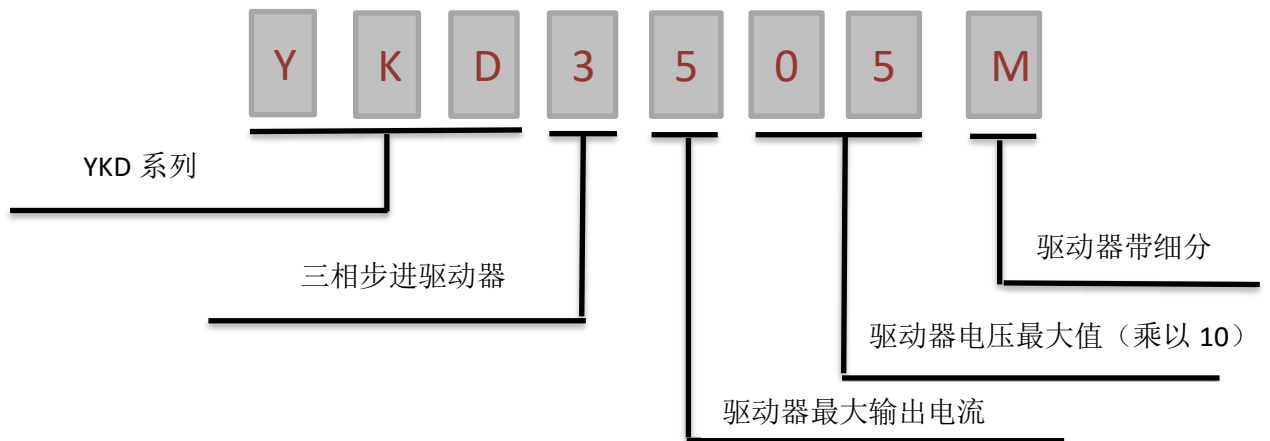 Y K D 3 5 0 5 M
YKD 系列
驱动器带细分
三相步进驱动器
驱动器电压最大值（乘以 10）
驱动器最大输出电流